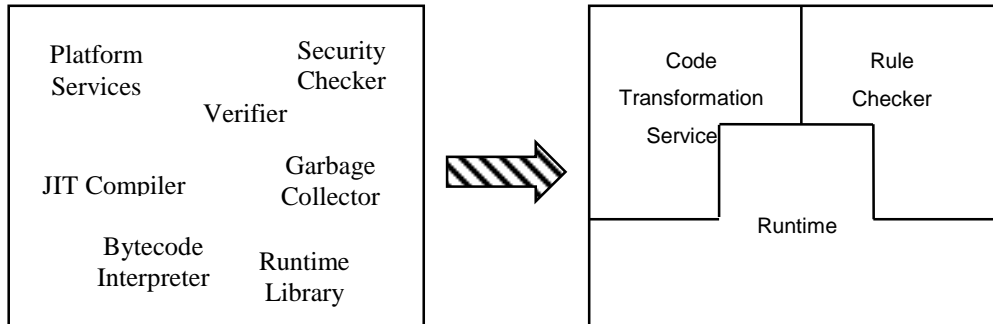 Platform
Services
Security
Checker
Verifier
JIT Compiler
Garbage
Collector
Bytecode
Interpreter
Runtime
Library
Code
Transformation
Service
Rule
Checker
Runtime